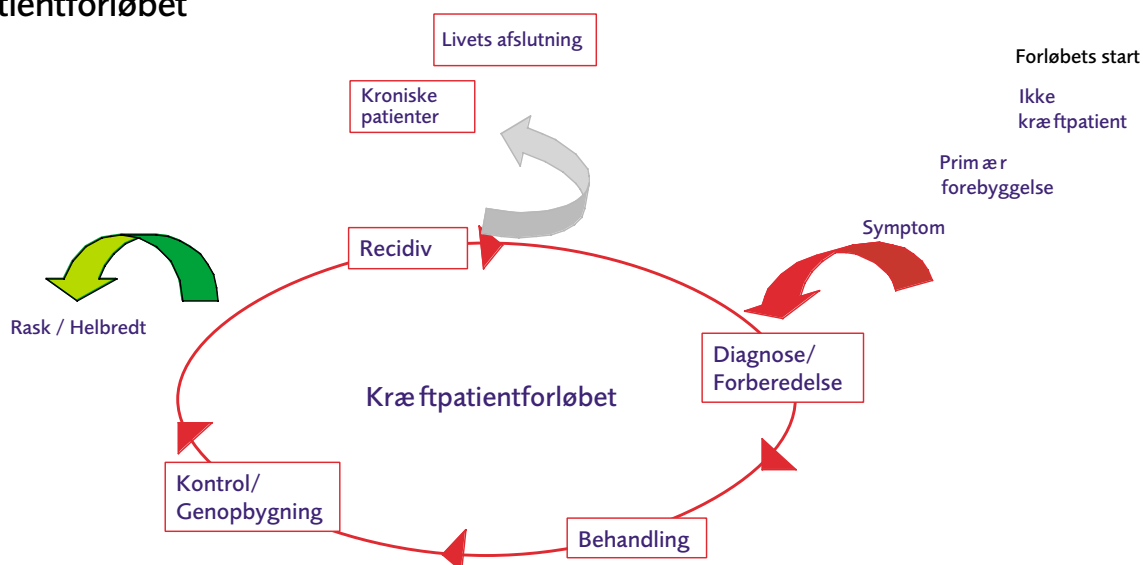 tientforløbet
Livets afslutning
Forløbets start
Kroniske
patienter
Ikke
kræftpatient
Primær
forebyggelse
Symptom
Recidiv
Rask / Helbredt
Diagnose/
Forberedelse
Kræftpatientforløbet
Kontrol/
Genopbygning
Behandling